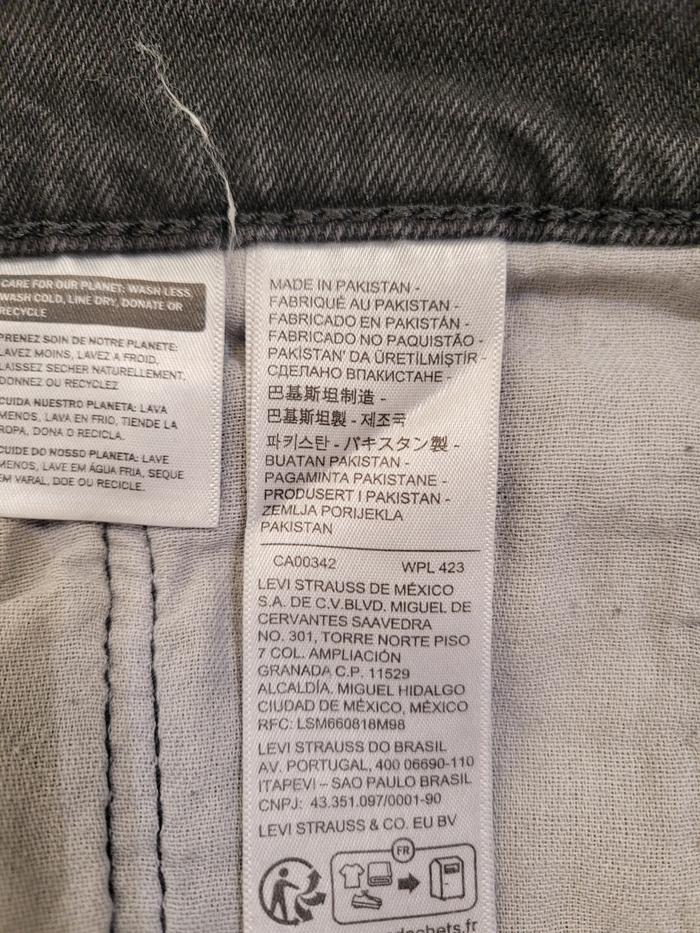 CARE FOR OUR PLANET: WASH LESS,
WASH COLD, LINE DRY, DONATE OR
RECYCLE
PRENEZ SOIN DE NOTRE PLANETE:
LAVEZ MOINS, LAVEZ A FROID,
LAISSEZ SECHER NATURELLEMENT,
DONNEZ OU RECYCLEZ
CUIDA NUESTRO PLANETA: LAVA
MENOS, LAVA EN FRIO, TIENDE LA
ROPA, DONA O RECICLA.
CUIDE DO NOSSO PLANETA: LAVE
MENOS, LAVE EM ÁGUA FRIA, SEQUE
EM VARAL, DOE OU RECICLE.
MADE IN PAKISTAN -
FABRIQUÉ AU PAKISTAN -
FABRICADO EN PAKISTÁN -
FABRICADO NO PAQUISTÃO -
PAKİSTAN' DA ÜRETİLMİŞTİR -
СДЕЛАНО ВПАКИСТАНЕ -
巴基斯坦制造 -
巴基斯坦製 - 제조국
파키스탄 - パキスタン製 -
BUATAN PAKISTAN -
PAGAMINTA PAKISTANE -
PRODUSERT I PAKISTAN -
ZEMLJA PORIJEKLA
PAKISTAN
CA00342 WPL 423
LEVI STRAUSS DE MÉXICO
S.A. DE C.V.BLVD. MIGUEL DE
CERVANTES SAAVEDRA
NO. 301, TORRE NORTE PISO
7 COL. AMPLIACIÓN
GRANADA C.P. 11529
ALCALDÍA. MIGUEL HIDALGO
CIUDAD DE MÉXICO, MÉXICO
RFC: LSM660818M98
LEVI STRAUSS DO BRASIL
AV. PORTUGAL, 400 06690-110
ITAPEVI – SAO PAULO BRASIL
CNPJ: 43.351.097/0001-90
LEVI STRAUSS & CO. EU BV
FR